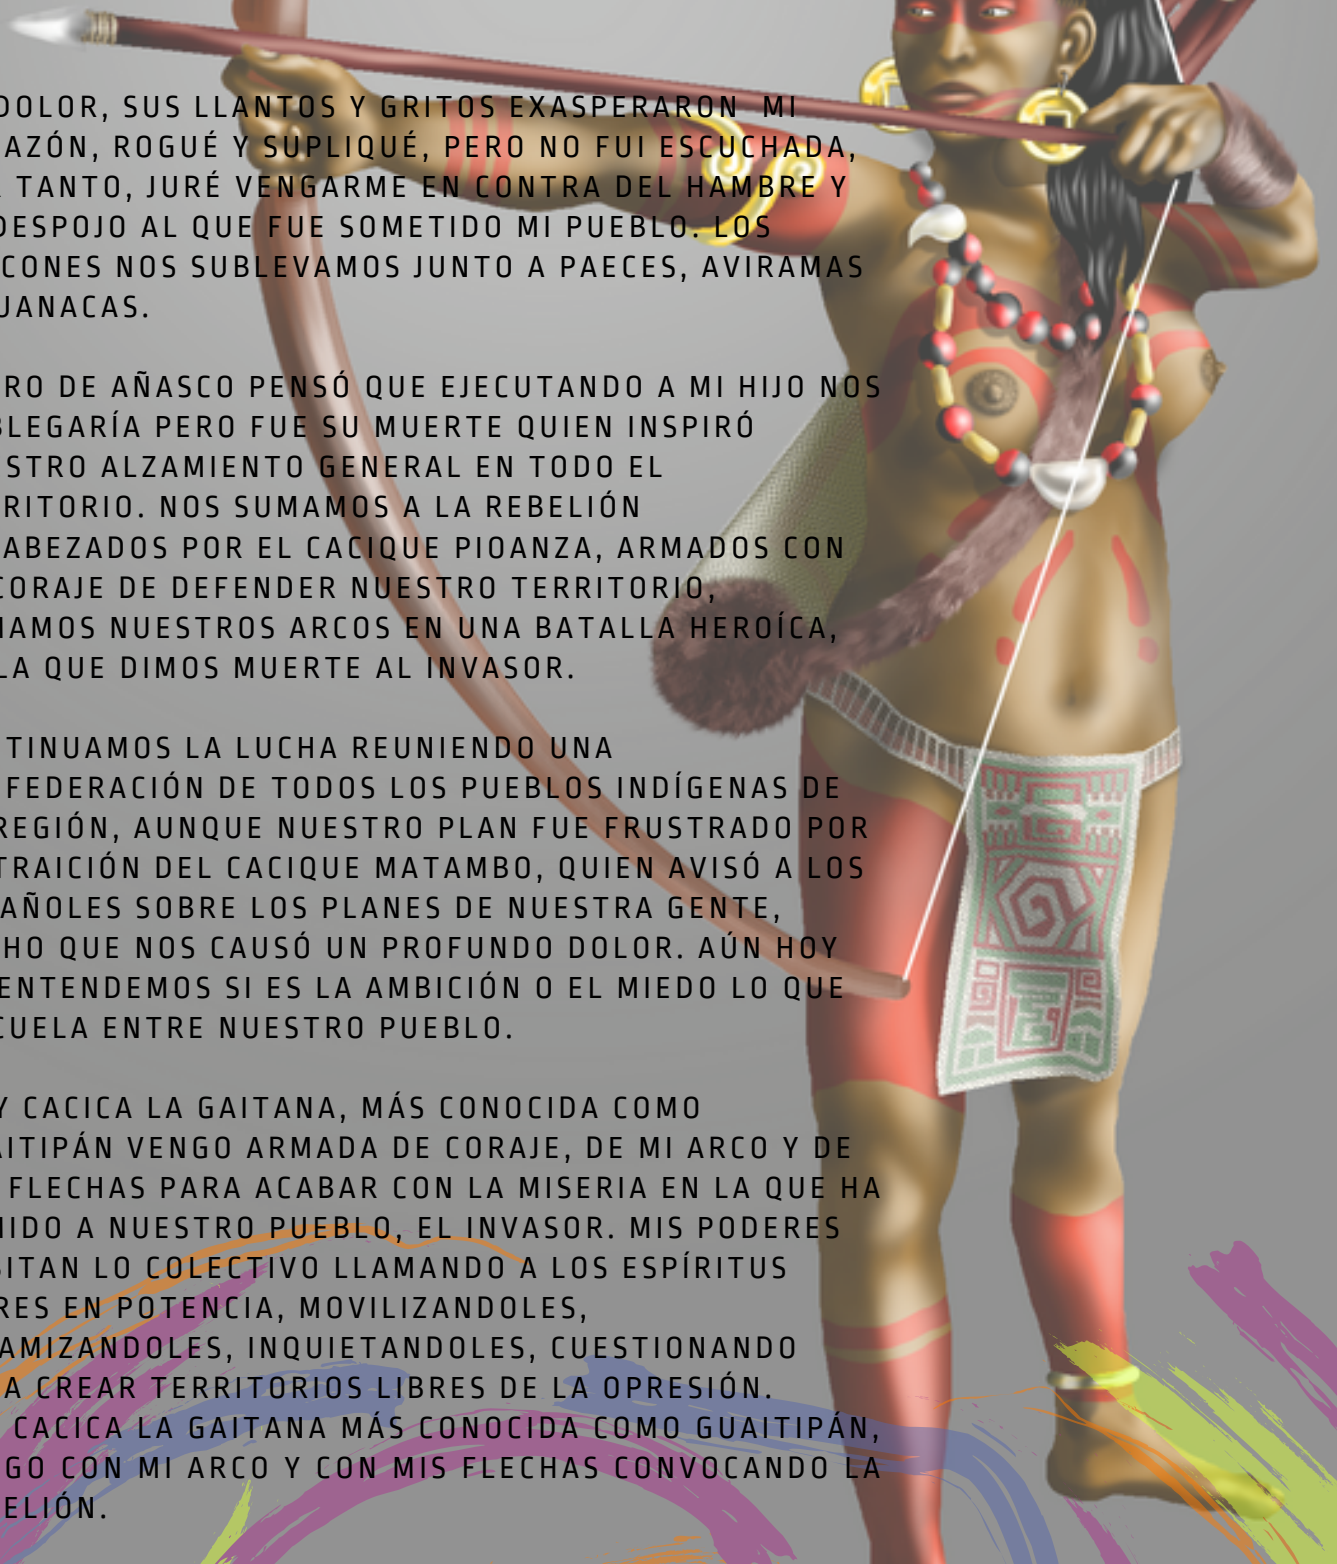 DOLOR, SUS LLANTOS Y GRITOS EXASPERARON MI
AZÓN, ROGUÉ Y SUPLIQUÉ, PERO NO FUI ESCUCHADA,
TANTO, JURÉ VENGARME EN CONTRA DEL HAMBRE Y
DESPOJO AL QUE FUE SOMETIDO MI PUEBLO. LOS
CONES NOS SUBLEVAMOS JUNTO A PAECES, AVIRAMAS
UANACAS.
RO DE AÑASCO PENSÓ QUE EJECUTANDO A MI HIJO NOS
BLEGARÍA PERO FUE SU MUERTE QUIEN INSPIRÓ
STRO ALZAMIENTO GENERAL EN TODO EL
RITORIO. NOS SUMAMOS A LA REBELIÓN
ABEZADOS POR EL CACIQUE PIOANZA, ARMADOS CON
CORAJE DE DEFENDER NUESTRO TERRITORIO,
IAMOS NUESTROS ARCOS EN UNA BATALLA HEROÍCA,
LA QUE DIMOS MUERTE AL INVASOR.
TINUAMOS LA LUCHA REUNIENDO UNA
FEDERACIÓN DE TODOS LOS PUEBLOS INDÍGENAS DE
REGIÓN, AUNQUE NUESTRO PLAN FUE FRUSTRADO POR
TRAICIÓN DEL CACIQUE MATAMBO, QUIEN AVISÓ A LOS
AÑOLES SOBRE LOS PLANES DE NUESTRA GENTE,
HO QUE NOS CAUSÓ UN PROFUNDO DOLOR. AÚN HOY
ENTENDEMOS SI ES LA AMBICIÓN O EL MIEDO LO QUE
CUELA ENTRE NUESTRO PUEBLO.
Y CACICA LA GAITANA, MÁS CONOCIDA COMO
AITIPÁN VENGO ARMADA DE CORAJE, DE MI ARCO Y DE
FLECHAS PARA ACABAR CON LA MISERIA EN LA QUE HA
IDO A NUESTRO PUEBLO, EL INVASOR. MIS PODERES
ITAN LO COLECTIVO LLAMANDO A LOS ESPÍRITUS
RES EN POTENCIA, MOVILIZANDOLES,
AMIZANDOLES, INQUIETANDOLES, CUESTIONANDO
A CREAR TERRITORIOS LIBRES DE LA OPRESIÓN.
CACICA LA GAITANA MÁS CONOCIDA COMO GUAITIPÁN,
GO CON MI ARCO Y CON MIS FLECHAS CONVOCANDO LA
ELIÓN.